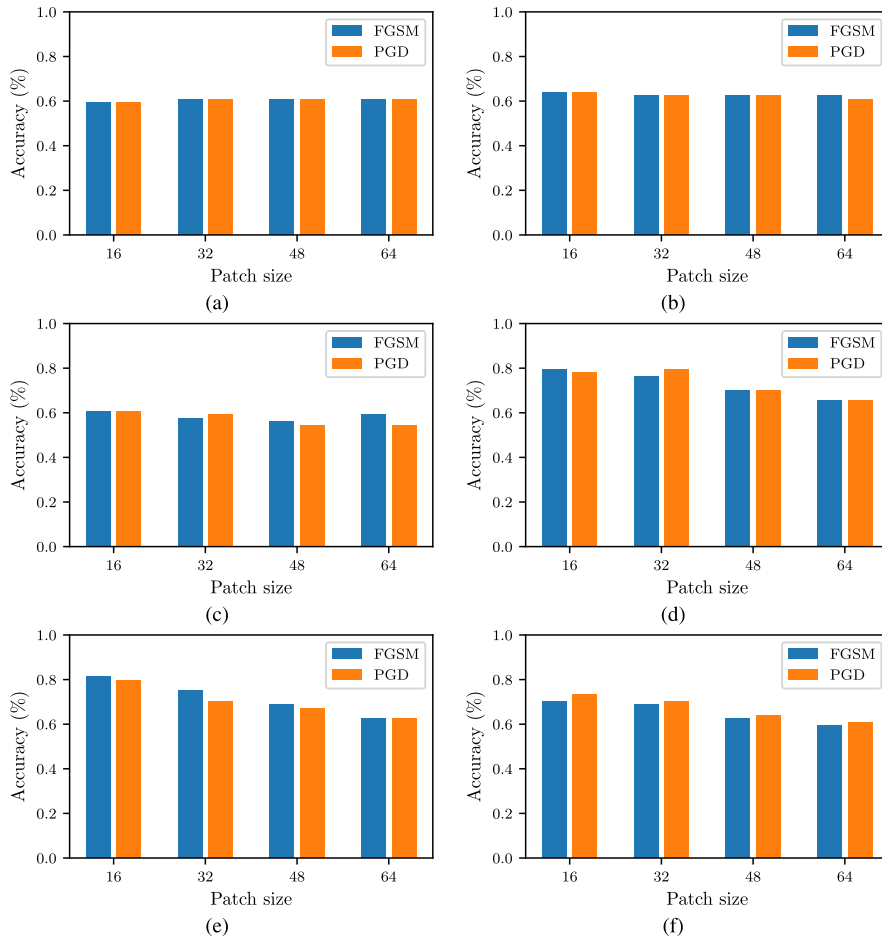 1.0
0.8
0.6
0.4
0.2
0.0
Accuracy (%)
FGSM
PGD
16 32 48 64
Patch size
(a)
1.0
0.8
0.6
0.4
0.2
0.0
Accuracy (%)
FGSM
PGD
16 32 48 64
Patch size
(b)
1.0
0.8
0.6
0.4
0.2
0.0
Accuracy (%)
FGSM
PGD
16 32 48 64
Patch size
(c)
1.0
0.8
0.6
0.4
0.2
0.0
Accuracy (%)
FGSM
PGD
16 32 48 64
Patch size
(d)
1.0
0.8
0.6
0.4
0.2
0.0
Accuracy (%)
FGSM
PGD
16 32 48 64
Patch size
(e)
1.0
0.8
0.6
0.4
0.2
0.0
Accuracy (%)
FGSM
PGD
16 32 48 64
Patch size
(f)